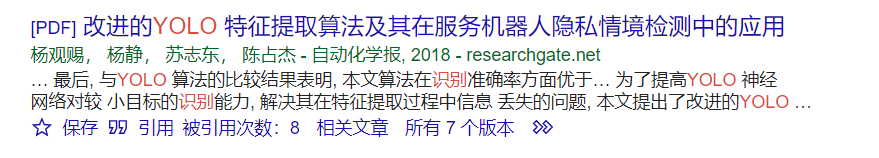 [PDF] 改进的YOLO 特征提取算法及其在服务机器人隐私情境检测中的应用
杨观赐， 杨静， 苏志东， 陈占杰 - 自动化学报, 2018 - researchgate.net
… 最后, 与YOLO 算法的比较结果表明, 本文算法在识别准确率方面优于… 为了提高YOLO 神经
网络对较 小目标的识别能力, 解决其在特征提取过程中信息 丢失的问题, 本文提出了改进的YOLO …
保存 引用 被引用次数：8 相关文章 所有 7 个版本